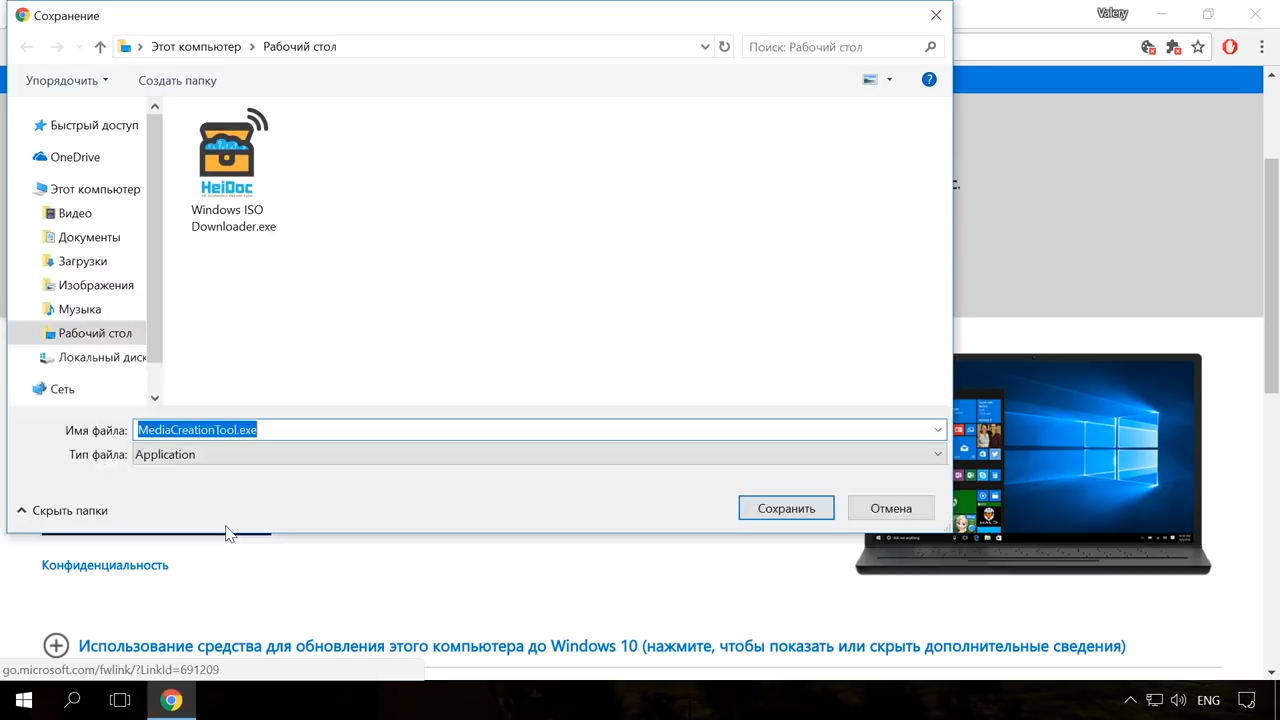 Сохранение
Valery
Этот компьютер
Рабочий стол
Поиск: Рабочий стол
Упорядочить
Создать папку
Быстрый доступ
OneDrive
Этот компьютер
Видео
Документы
Загрузки
Изображения
Музыка
Рабочий стол
Локальный диск
Сеть
HeiDoc
Windows ISO
Downloader.exe
Имя файла:
MediaCreationTool.exe
Тип файла:
Application
Скрыть папки
Сохранить
Отмена
Конфиденциальность
Использование средства для обновления этого компьютера до Windows 10 (нажмите, чтобы показать или скрыть дополнительные сведения)
go.microsoft.com/fwlink/?LinkId=691209
ENG